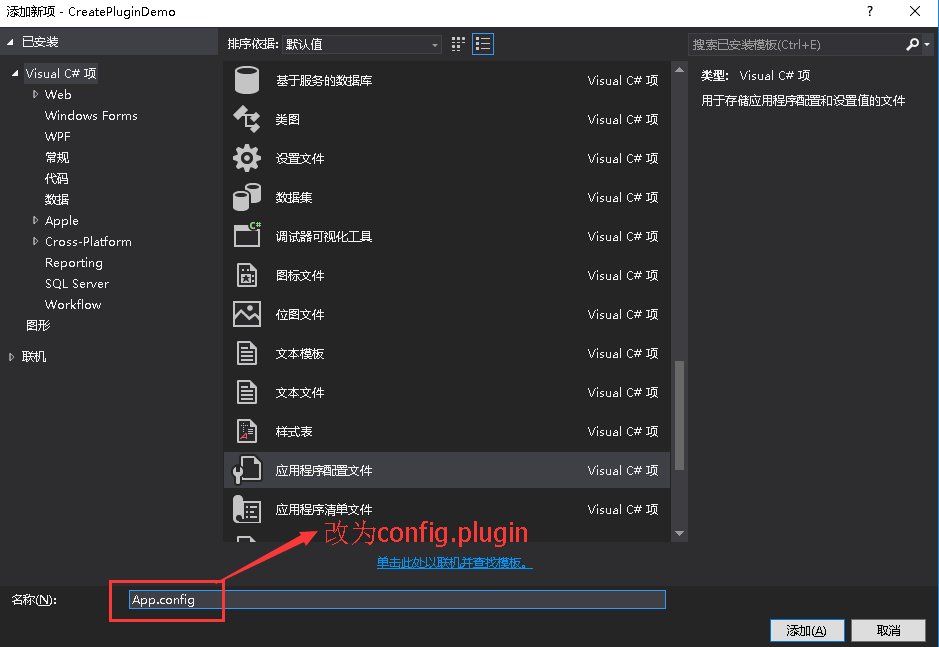 添加新项 - CreatePluginDemo
?
已安装
排序依据: 默认值
搜索已安装模板(Ctrl+E)
Visual C# 项
Web
Windows Forms
WPF
常规
代码
数据
Apple
Cross-Platform
Reporting
SQL Server
Workflow
图形
联机
基于服务的数据库 Visual C# 项
类图 Visual C# 项
设置文件 Visual C# 项
数据集 Visual C# 项
调试器可视化工具 Visual C# 项
图标文件 Visual C# 项
位图文件 Visual C# 项
文本模板 Visual C# 项
文本文件 Visual C# 项
样式表 Visual C# 项
应用程序配置文件 Visual C# 项
应用程序清单文件 Visual C# 项
改为config.plugin
单击此处以联机并查找模板。
类型: Visual C# 项
用于存储应用程序配置和设置值的文件
名称(N): App.config
添加(A) 取消